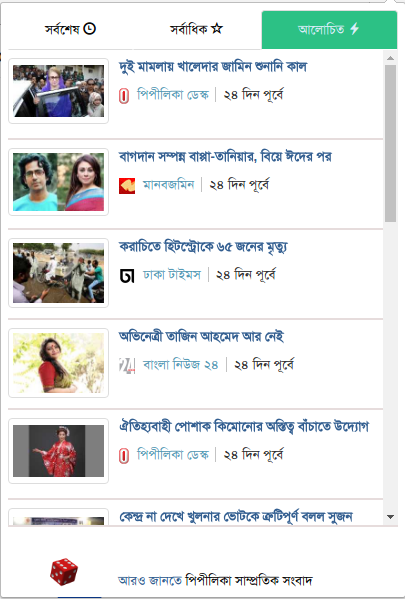 সর্বশেষ
সর্বাধিক
আলোচিত
দুই মামলায় খালেদার জামিন শুনানি কাল
পিপীলিকা ডেস্ক | ২৪ দিন পূর্বে
বাগদান সম্পন্ন বাপ্পা-তানিয়ার, বিয়ে ঈদের পর
মানবজমিন | ২৪ দিন পূর্বে
করাচিতে হিটস্ট্রোকে ৬৫ জনের মৃত্যু
ঢাকা টাইমস | ২৪ দিন পূর্বে
অভিনেত্রী তাজিন আহমেদ আর নেই
বাংলা নিউজ ২৪ | ২৪ দিন পূর্বে
ঐতিহ্যবাহী পোশাক কিমোনোর অস্তিত্ব বাঁচাতে উদ্যোগ
পিপীলিকা ডেস্ক | ২৪ দিন পূর্বে
কেন্দ্র না দেখে খুলনার ভোটকে ত্রুটিপূর্ণ বলল সুজন
আরও জানতে পিপীলিকা সাম্প্রতিক সংবাদ